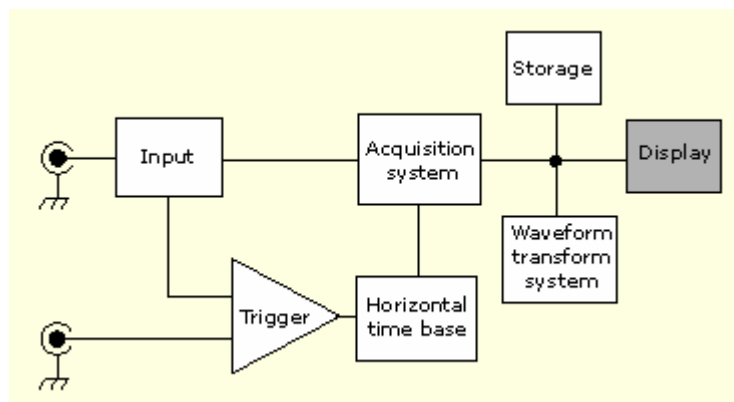 Storage
Input
Acquisition
system
Display
Waveform
transform
system
Trigger
Horizontal
time base